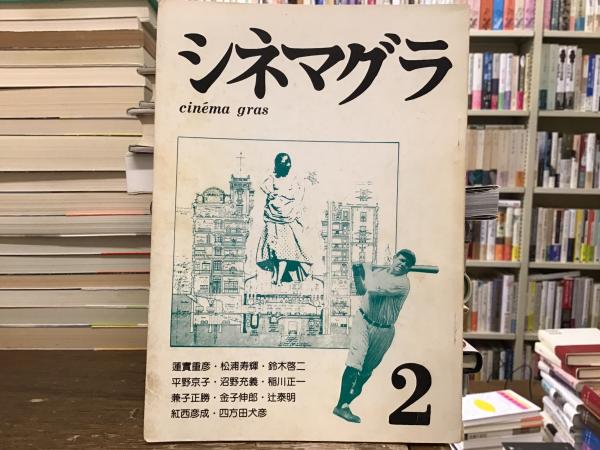 シネマグラ
cinéma gras
蓮實重彦・松浦寿輝・鈴木啓二
平野京子・沼野充義・稲川正一
兼子正勝・金子伸郎・辻泰明
紅西彦成・四方田犬彦
2